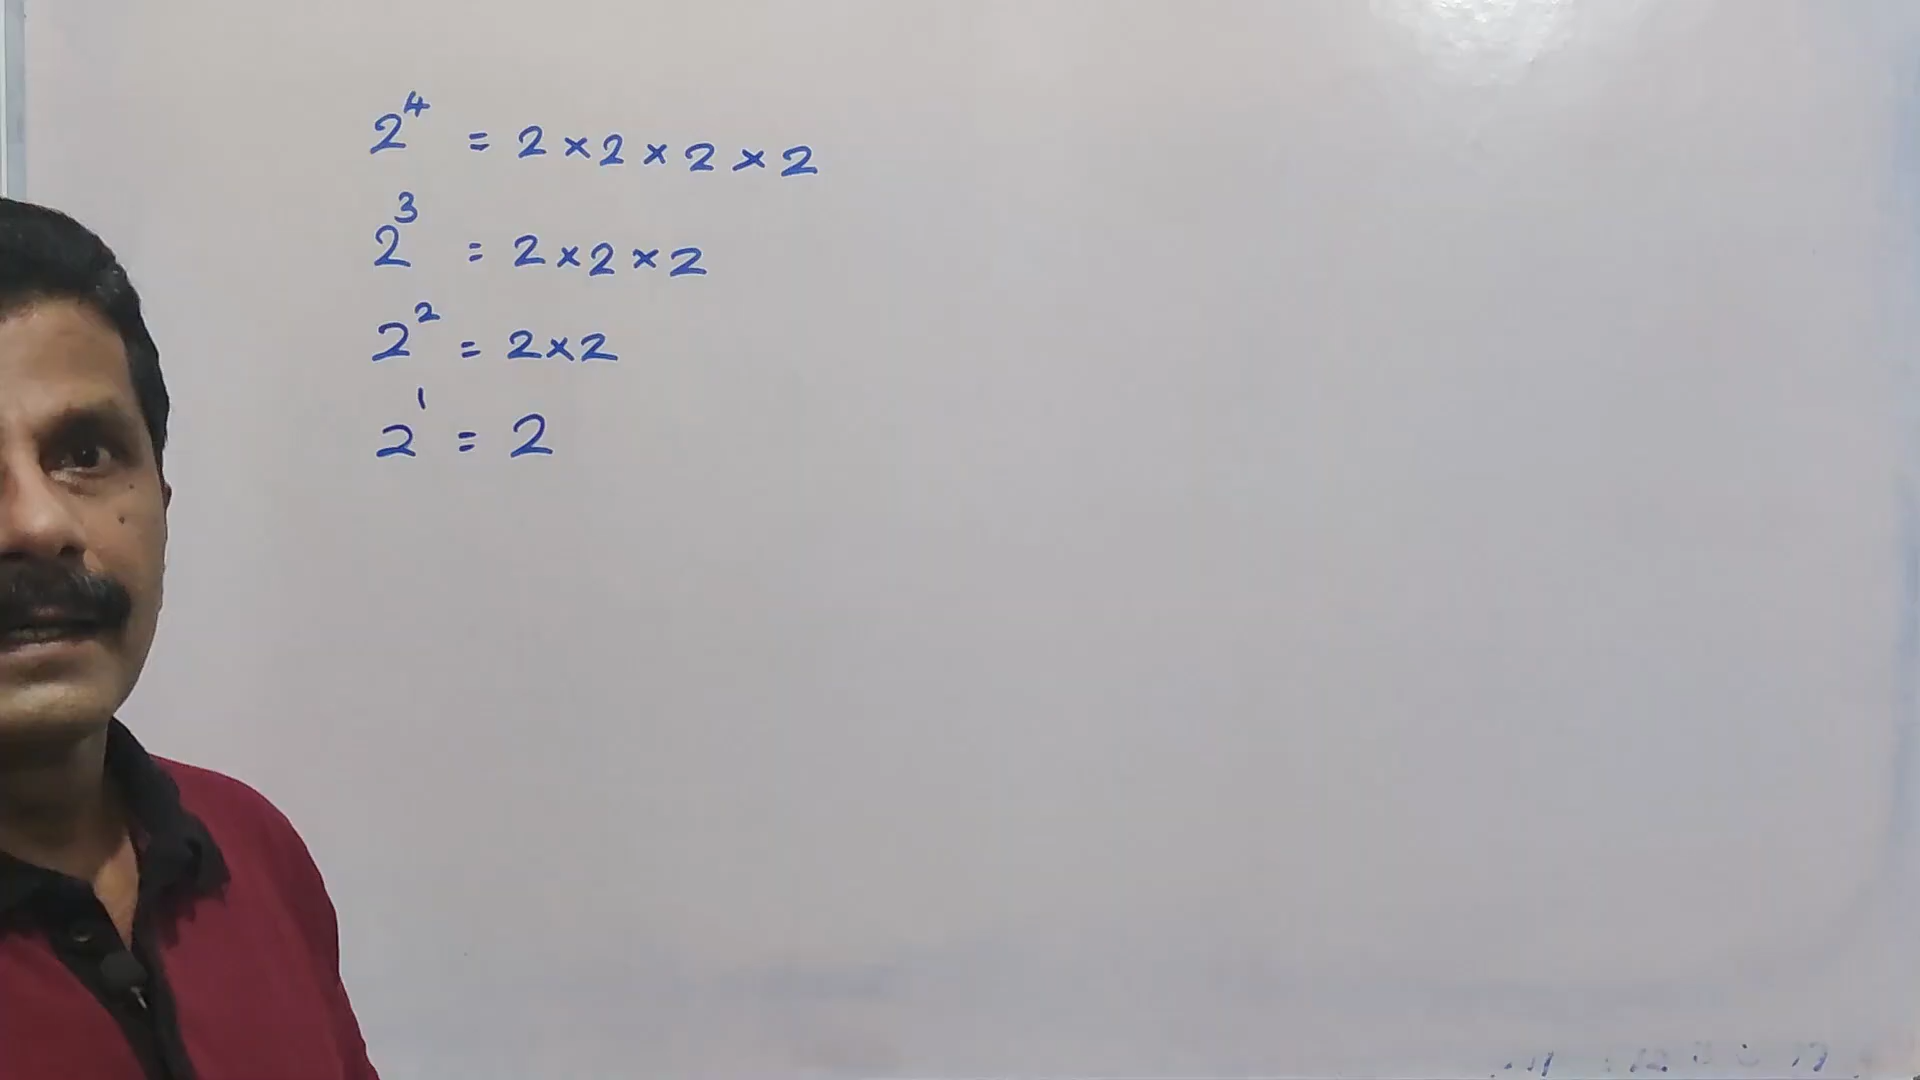 2⁴ = 2 × 2 × 2 × 2
2³ = 2 × 2 × 2
2² = 2 × 2
2¹ = 2